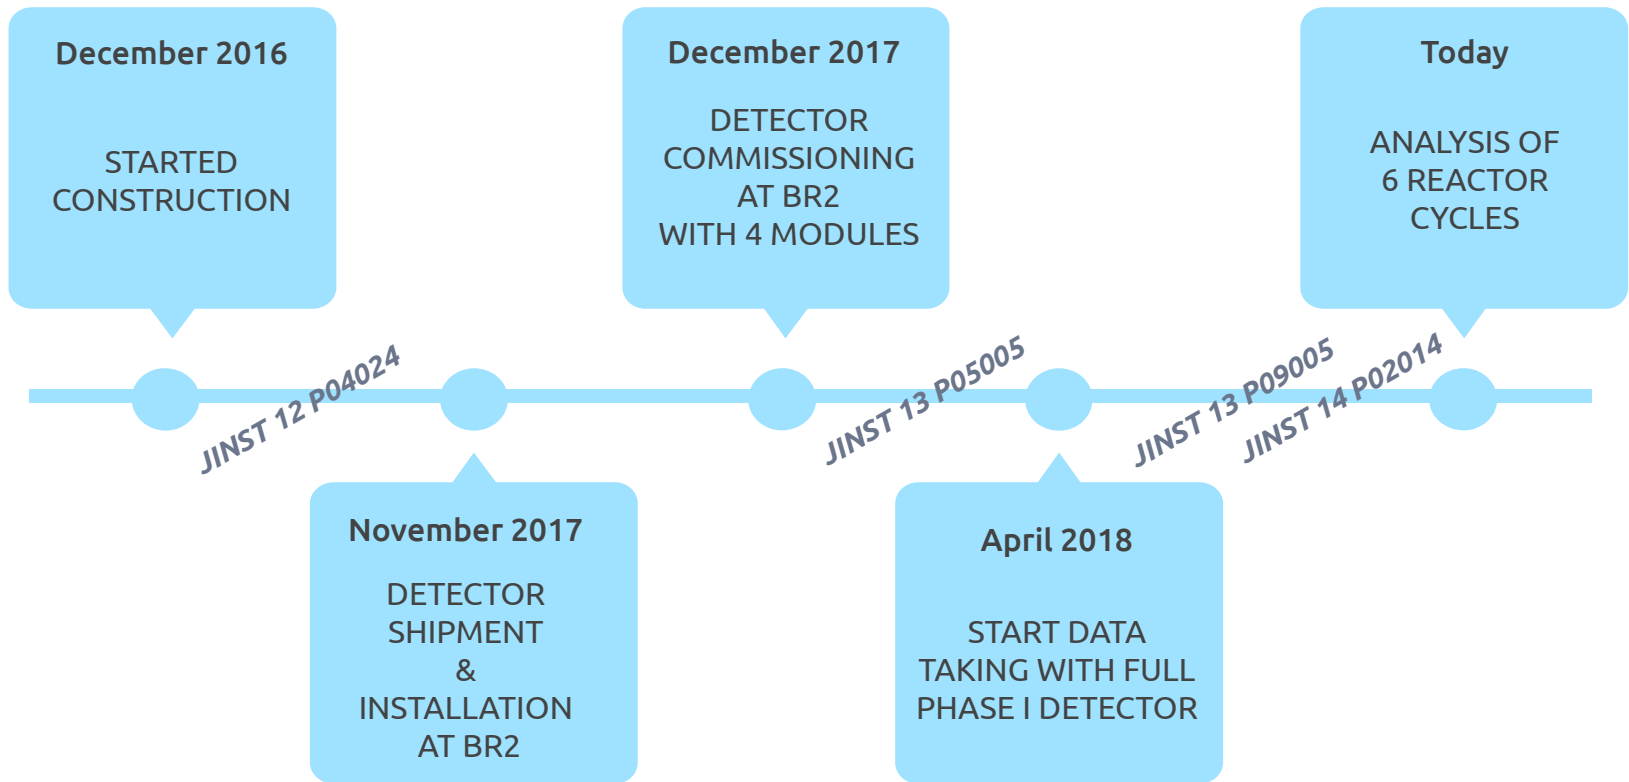 December 2016
STARTED
CONSTRUCTION
JINST 12 P04024
November 2017
DETECTOR
SHIPMENT
&
INSTALLATION
AT BR2
December 2017
DETECTOR
COMMISSIONING
AT BR2
WITH 4 MODULES
JINST 13 P05005
April 2018
START DATA
TAKING WITH FULL
PHASE I DETECTOR
JINST 13 P09005
JINST 14 P02014
Today
ANALYSIS OF
6 REACTOR
CYCLES